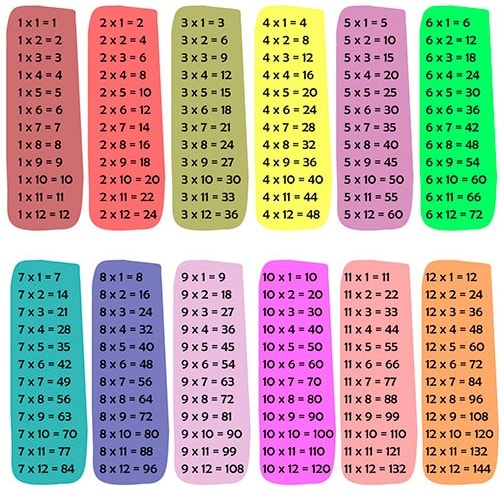 1 x 1 = 1
1 x 2 = 2
1 x 3 = 3
1 x 4 = 4
1 x 5 = 5
1 x 6 = 6
1 x 7 = 7
1 x 8 = 8
1 x 9 = 9
1 x 10 = 10
1 x 11 = 11
1 x 12 = 12
2 x 1 = 2
2 x 2 = 4
2 x 3 = 6
2 x 4 = 8
2 x 5 = 10
2 x 6 = 12
2 x 7 = 14
2 x 8 = 16
2 x 9 = 18
2 x 10 = 20
2 x 11 = 22
2 x 12 = 24
3 x 1 = 3
3 x 2 = 6
3 x 3 = 9
3 x 4 = 12
3 x 5 = 15
3 x 6 = 18
3 x 7 = 21
3 x 8 = 24
3 x 9 = 27
3 x 10 = 30
3 x 11 = 33
3 x 12 = 36
4 x 1 = 4
4 x 2 = 8
4 x 3 = 12
4 x 4 = 16
4 x 5 = 20
4 x 6 = 24
4 x 7 = 28
4 x 8 = 32
4 x 9 = 36
4 x 10 = 40
4 x 11 = 44
4 x 12 = 48
5 x 1 = 5
5 x 2 = 10
5 x 3 = 15
5 x 4 = 20
5 x 5 = 25
5 x 6 = 30
5 x 7 = 35
5 x 8 = 40
5 x 9 = 45
5 x 10 = 50
5 x 11 = 55
5 x 12 = 60
6 x 1 = 6
6 x 2 = 12
6 x 3 = 18
6 x 4 = 24
6 x 5 = 30
6 x 6 = 36
6 x 7 = 42
6 x 8 = 48
6 x 9 = 54
6 x 10 = 60
6 x 11 = 66
6 x 12 = 72
7 x 1 = 7
7 x 2 = 14
7 x 3 = 21
7 x 4 = 28
7 x 5 = 35
7 x 6 = 42
7 x 7 = 49
7 x 8 = 56
7 x 9 = 63
7 x 10 = 70
7 x 11 = 77
7 x 12 = 84
8 x 1 = 8
8 x 2 = 16
8 x 3 = 24
8 x 4 = 32
8 x 5 = 40
8 x 6 = 48
8 x 7 = 56
8 x 8 = 64
8 x 9 = 72
8 x 10 = 80
8 x 11 = 88
8 x 12 = 96
9 x 1 = 9
9 x 2 = 18
9 x 3 = 27
9 x 4 = 36
9 x 5 = 45
9 x 6 = 54
9 x 7 = 63
9 x 8 = 72
9 x 9 = 81
9 x 10 = 90
9 x 11 = 99
9 x 12 = 108
10 x 1 = 10
10 x 2 = 20
10 x 3 = 30
10 x 4 = 40
10 x 5 = 50
10 x 6 = 60
10 x 7 = 70
10 x 8 = 80
10 x 9 = 90
10 x 10 = 100
10 x 11 = 110
10 x 12 = 120
11 x 1 = 11
11 x 2 = 22
11 x 3 = 33
11 x 4 = 44
11 x 5 = 55
11 x 6 = 66
11 x 7 = 77
11 x 8 = 88
11 x 9 = 99
11 x 10 = 110
11 x 11 = 121
11 x 12 = 132
12 x 1 = 12
12 x 2 = 24
12 x 3 = 36
12 x 4 = 48
12 x 5 = 60
12 x 6 = 72
12 x 7 = 84
12 x 8 = 96
12 x 9 = 108
12 x 10 = 120
12 x 11 = 132
12 x 12 = 144